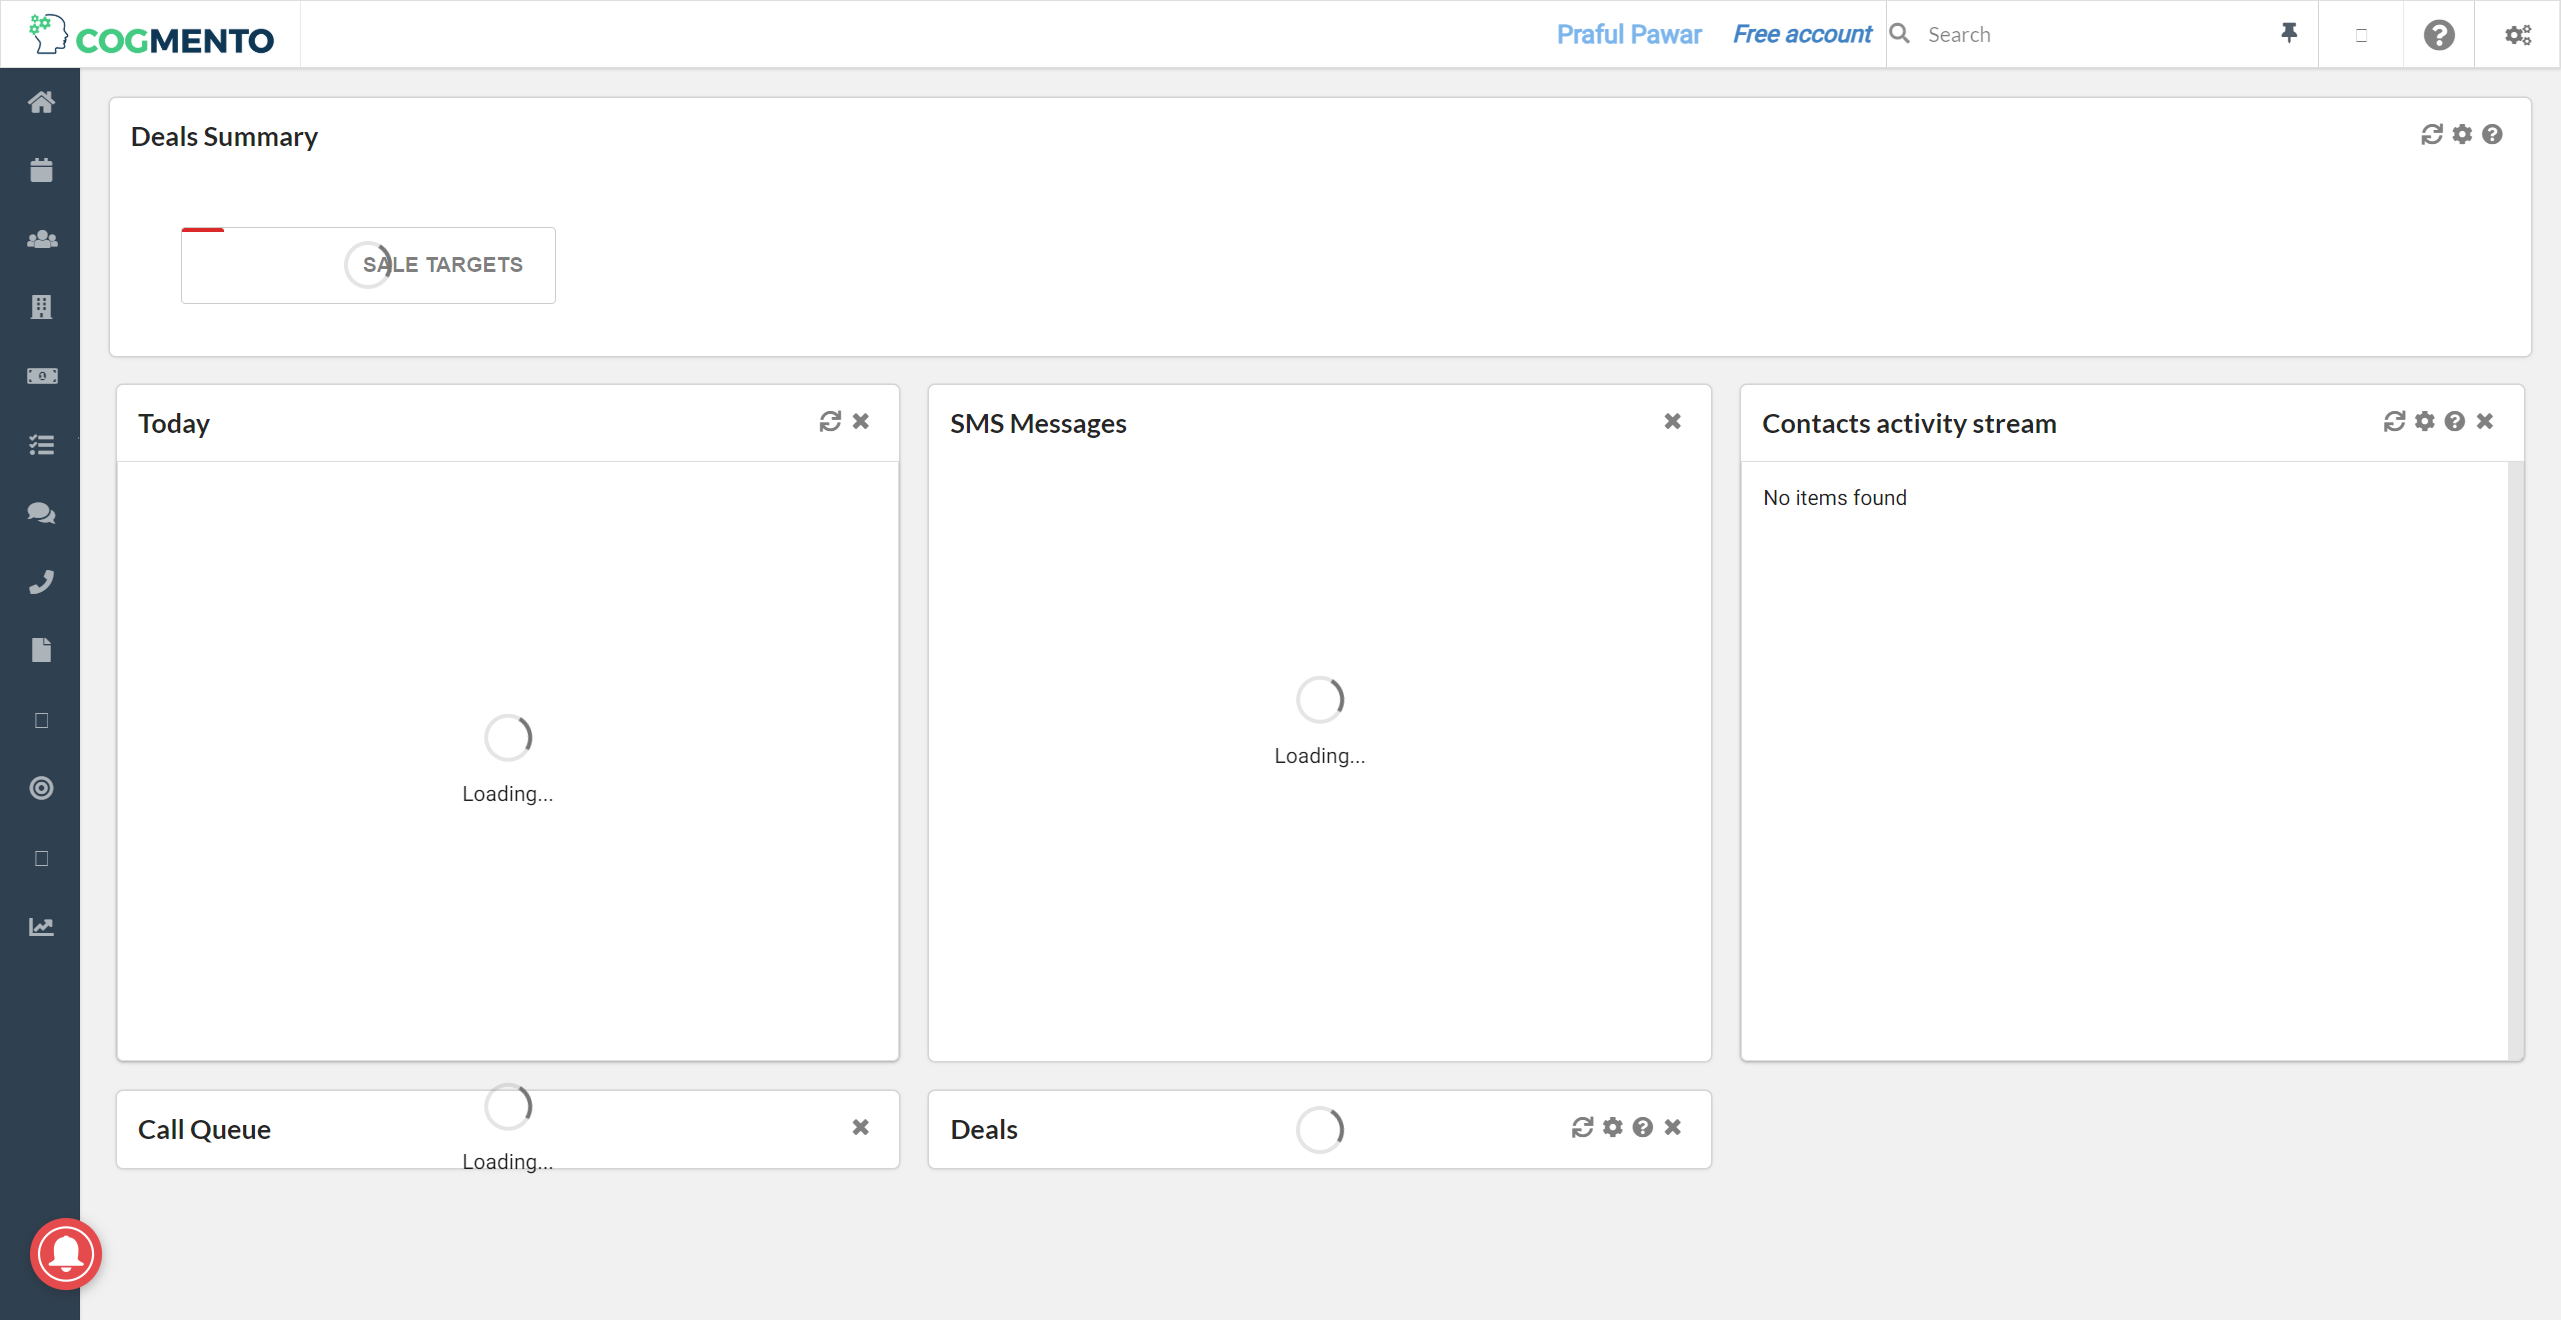 COGMENTO
Praful Pawar Free account Search
Deals Summary
SALE TARGETS
Today
Loading...
SMS Messages
Loading...
Contacts activity stream
No items found
Call Queue
Loading...
Deals